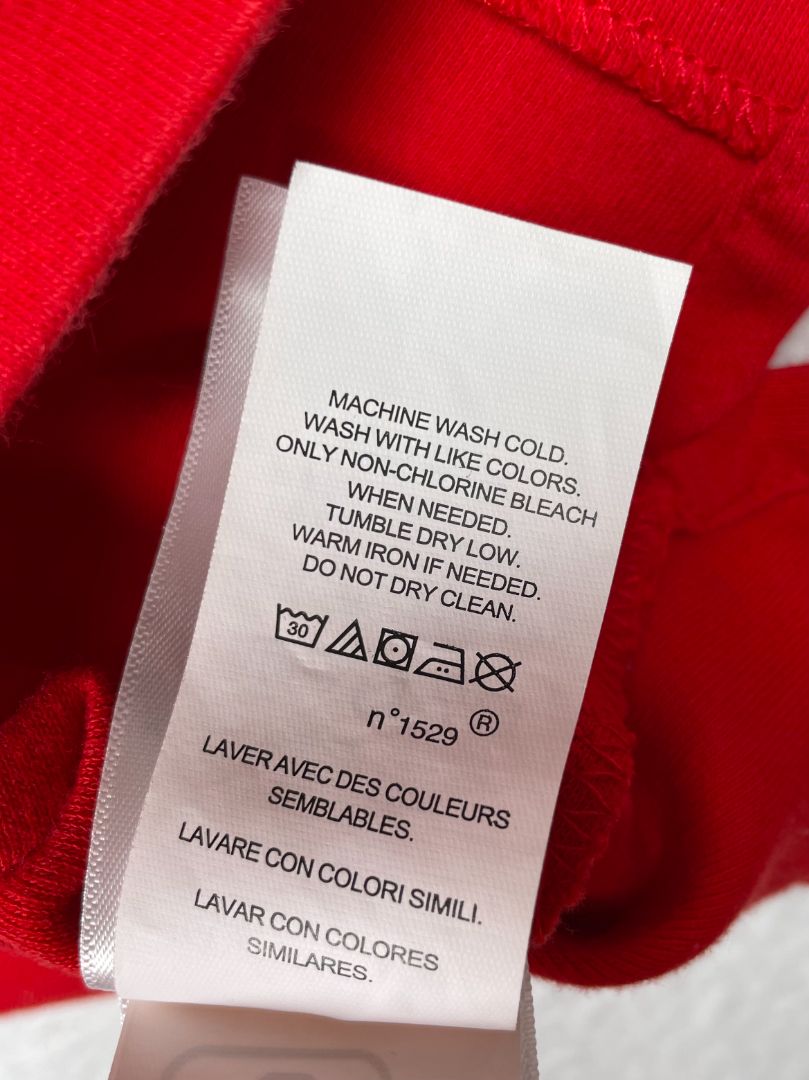 MACHINE WASH COLD.
WASH WITH LIKE COLORS.
ONLY NON-CHLORINE BLEACH
WHEN NEEDED.
TUMBLE DRY LOW.
WARM IRON IF NEEDED.
DO NOT DRY CLEAN.
30
n°1529 ®
LAVER AVEC DES COULEURS
SEMBLABLES.
LAVARE CON COLORI SIMILI.
LAVAR CON COLORES
SIMILARES.